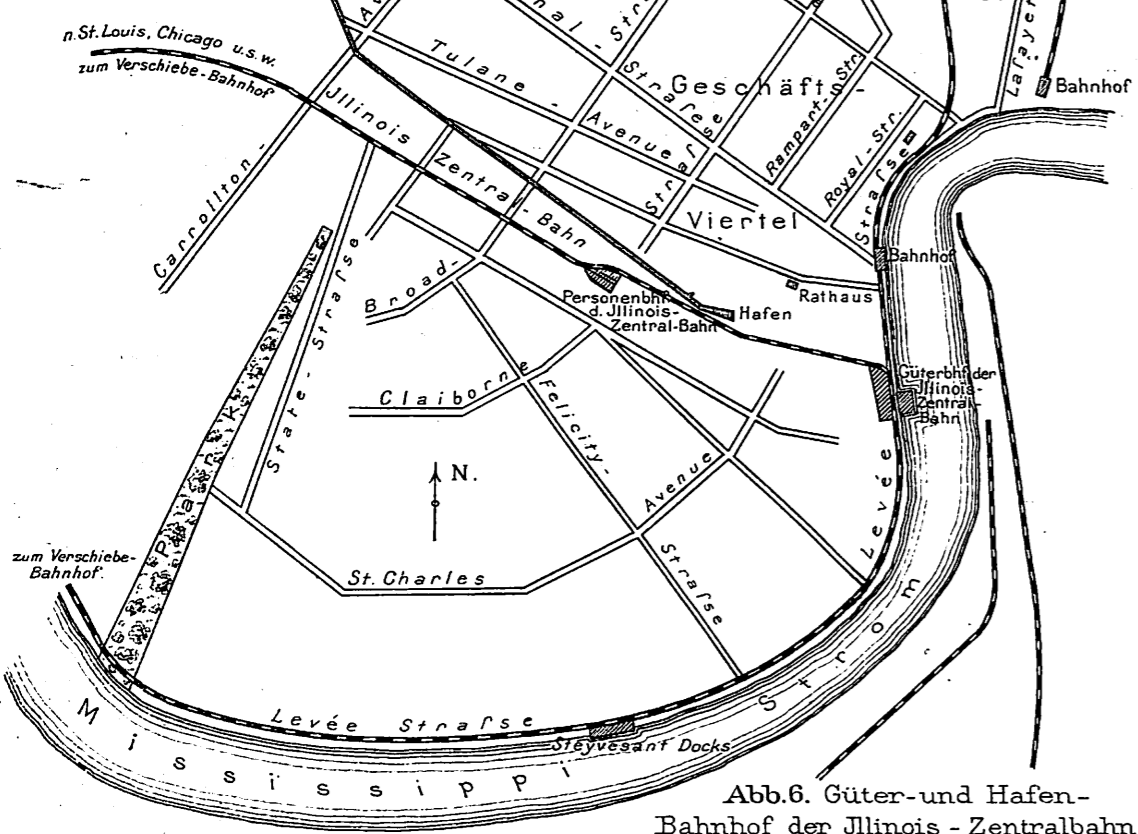 n. St. Louis, Chicago u.s.w.
zum Verschiebe-Bahnhof
Jllinois Zentral-Bahn
Tulane-Avenue
Strafse
Geschäfts-
Viertel
Rampart-Str.
Royal-Str.
Strafse
Strafse
Bahnhof
Carrollton-
State-Strafse
Broad-
Bahnhof
Rathaus
Personenbhf
d. Jllinois-
Zentral-Bahn
Hafen
Güterbhf der
Jllinois-
Zentral-
Bahn
Claiborne
Felicity-
Strafse
Park
N.
Avenue
St. Charles
Levée
zum Verschiebe-
Bahnhof.
Levée Strafse
Steyvesant Docks
Mississippi Strom
Abb.6. Güter-und Hafen-
Bahnhof der Jllinois-Zentralbahn